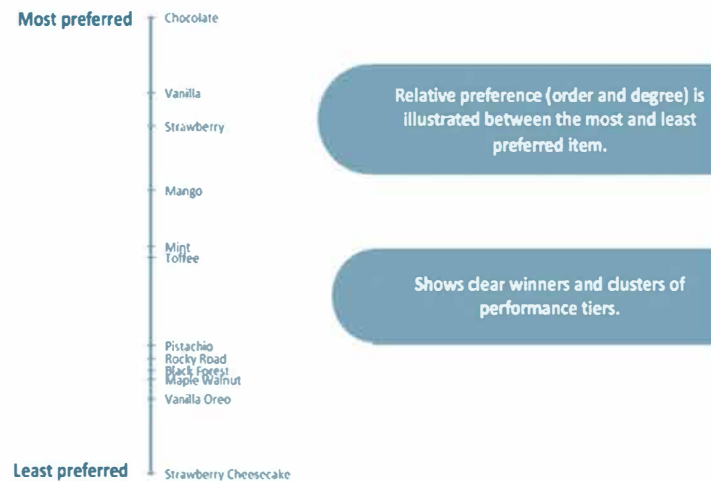 Most preferred
Chocolate
Vanilla
Strawberry
Mango
Mint
Toffee
Pistachio
Rocky Road
Black Forest
Maple Walnut
Vanilla Oreo
Least preferred
Strawberry Cheesecake
Relative preference (order and degree) is
illustrated between the most and least
preferred item.
Shows clear winners and clusters of
performance tiers.